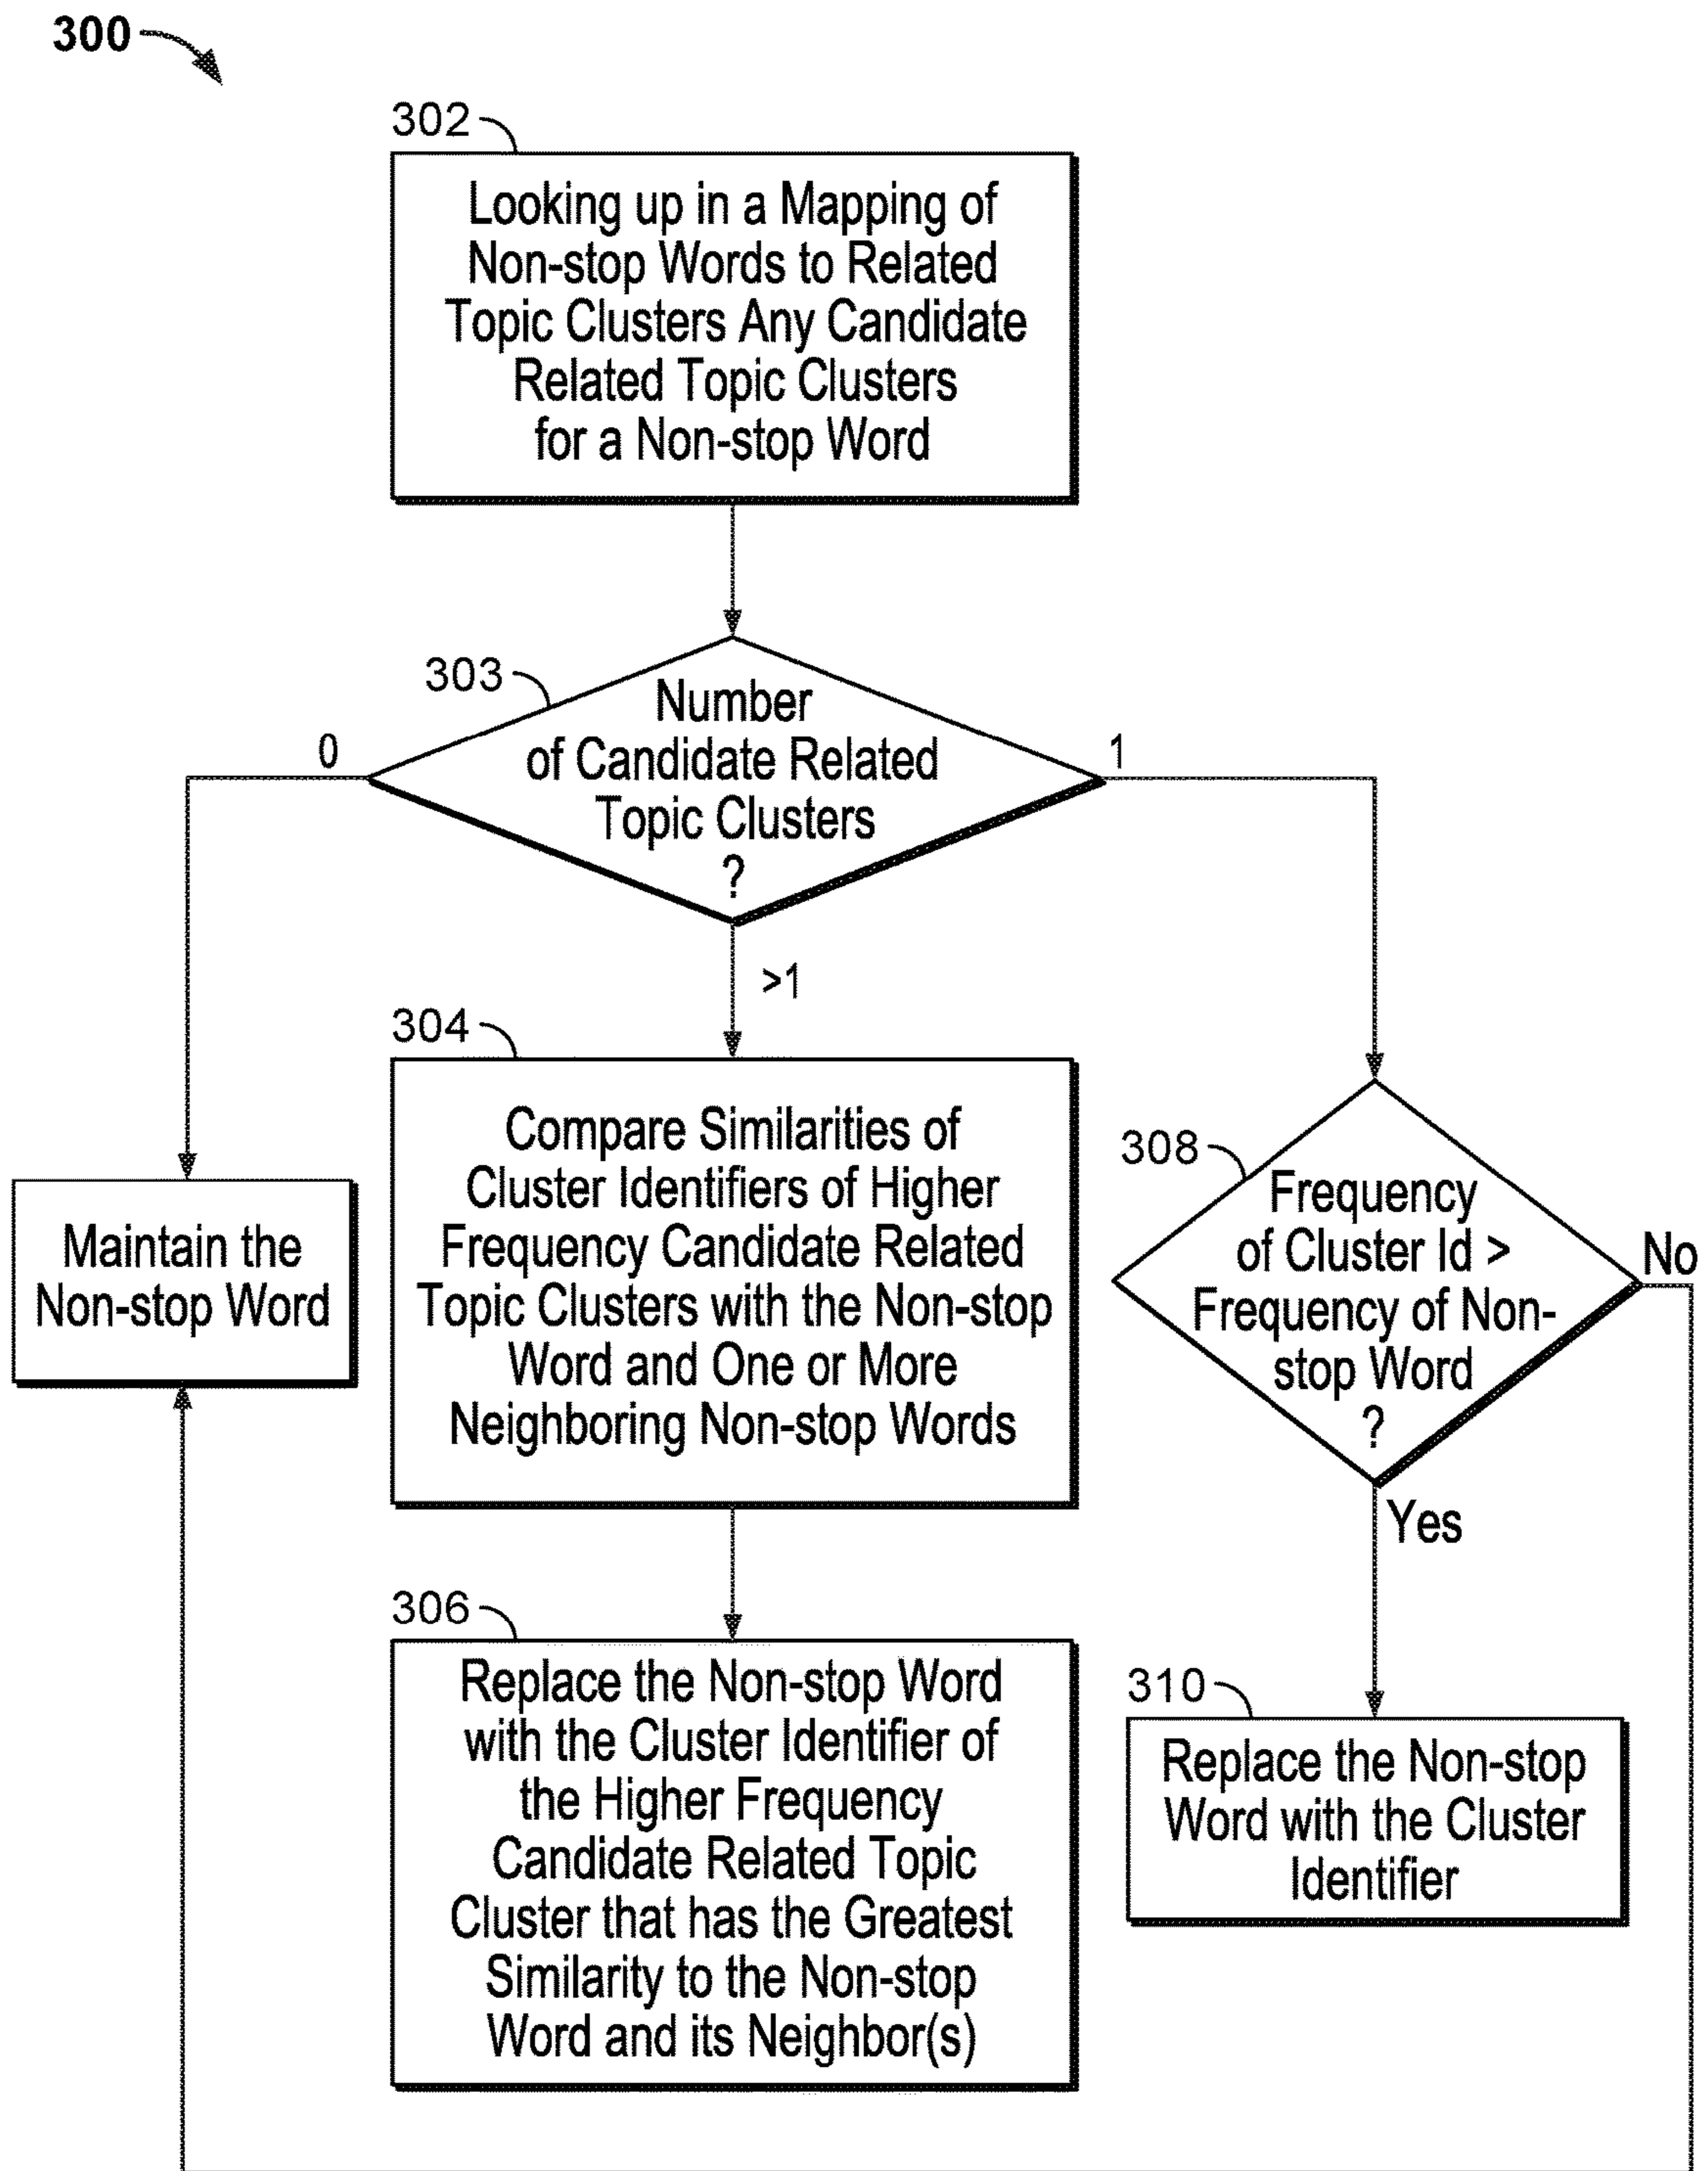 300
302
Looking up in a Mapping of
Non-stop Words to Related
Topic Clusters Any Candidate
Related Topic Clusters
for a Non-stop Word
303
Number
of Candidate Related
Topic Clusters
?
0
1
>1
304
Compare Similarities of
Cluster Identifiers of Higher
Frequency Candidate Related
Topic Clusters with the Non-stop
Word and One or More
Neighboring Non-stop Words
308
Frequency
of Cluster Id >
Frequency of Non-
stop Word
?
No
Yes
Maintain the
Non-stop Word
306
Replace the Non-stop Word
with the Cluster Identifier of
the Higher Frequency
Candidate Related Topic
Cluster that has the Greatest
Similarity to the Non-stop
Word and its Neighbor(s)
310
Replace the Non-stop
Word with the Cluster
Identifier